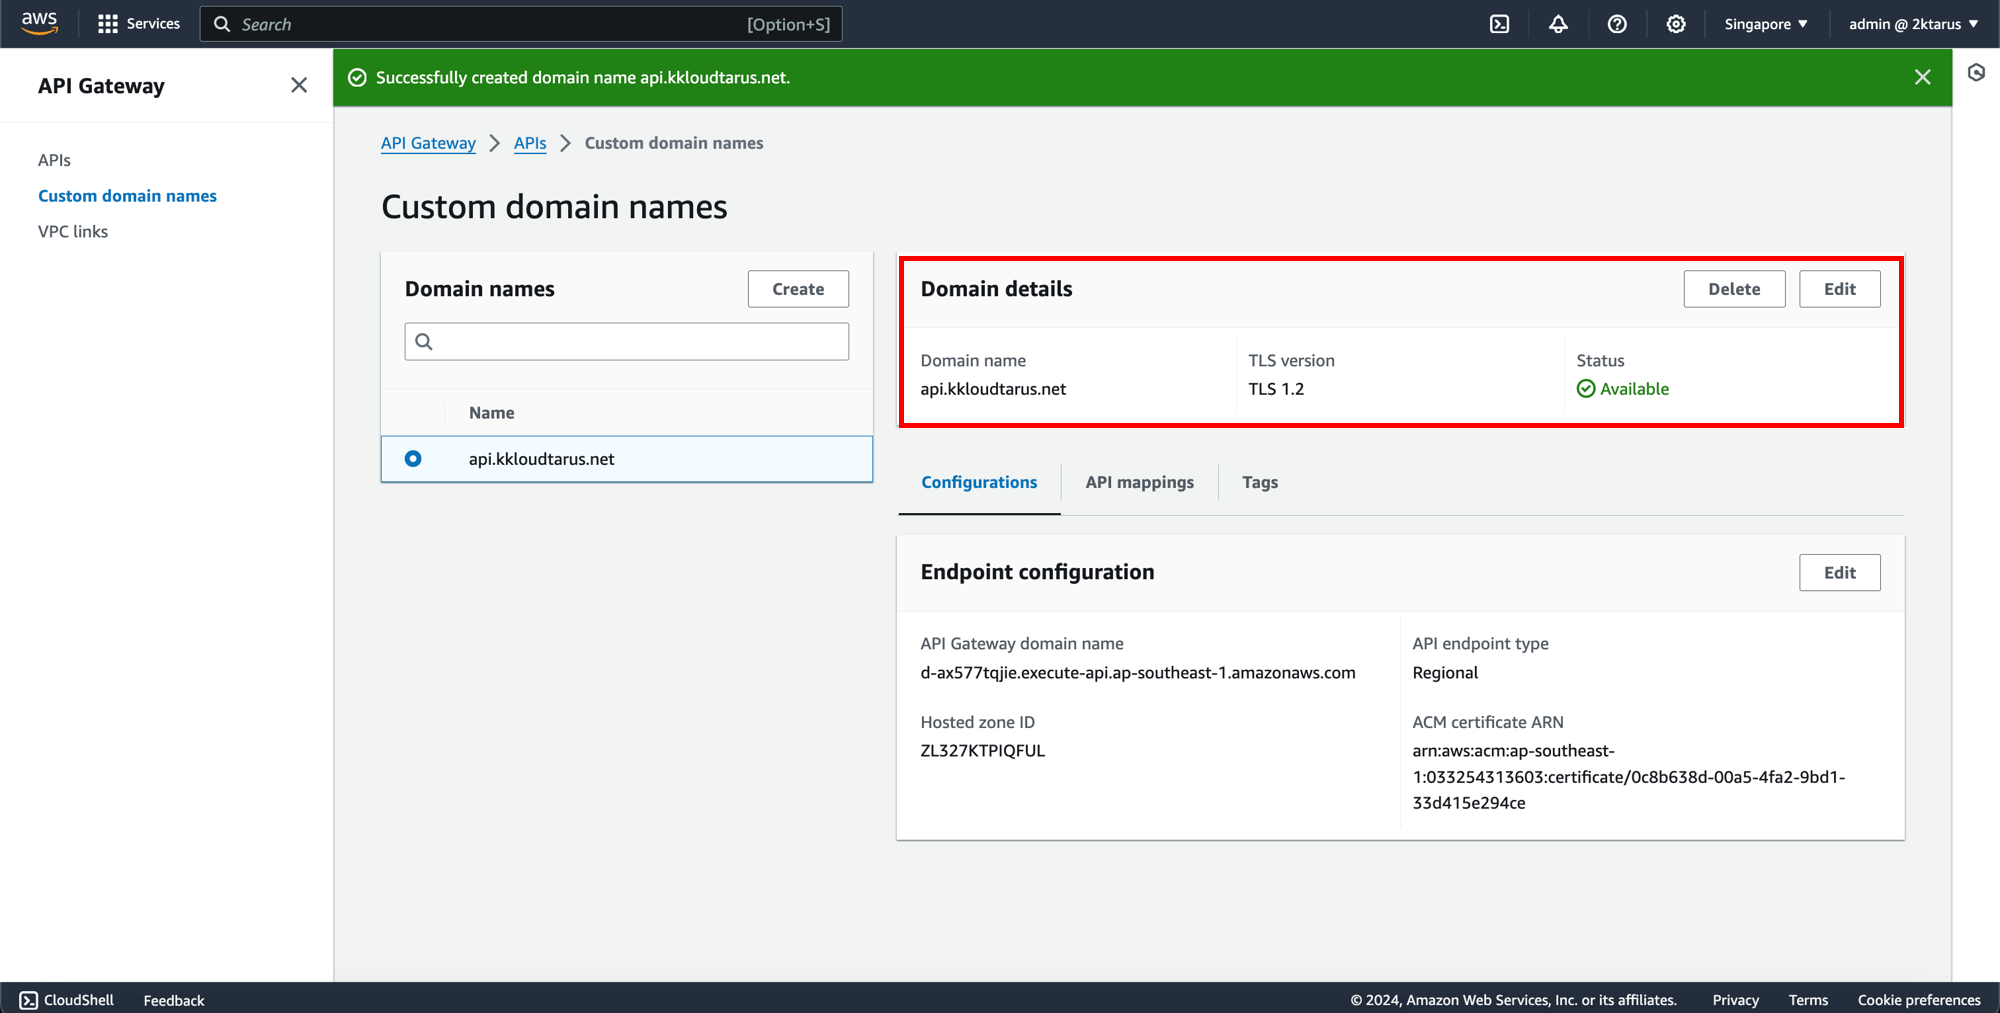 aws
Services
Search
[Option+S]
Singapore
admin @ 2ktarus
API Gateway
APIs
Custom domain names
VPC links
Successfully created domain name api.kkloudtarus.net.
API Gateway
APIs
Custom domain names
Custom domain names
Domain names
Create
Name
api.kkloudtarus.net
Domain details
Delete
Edit
Domain name
api.kkloudtarus.net
TLS version
TLS 1.2
Status
Available
Configurations
API mappings
Tags
Endpoint configuration
Edit
API Gateway domain name
d-ax577tqjie.execute-api.ap-southeast-1.amazonaws.com
API endpoint type
Regional
Hosted zone ID
ZL327KTPIQFUL
ACM certificate ARN
arn:aws:acm:ap-southeast-
1:033254313603:certificate/0c8b638d-00a5-4fa2-9bd1-
33d415e294ce
CloudShell
Feedback
© 2024, Amazon Web Services, Inc. or its affiliates.
Privacy
Terms
Cookie preferences